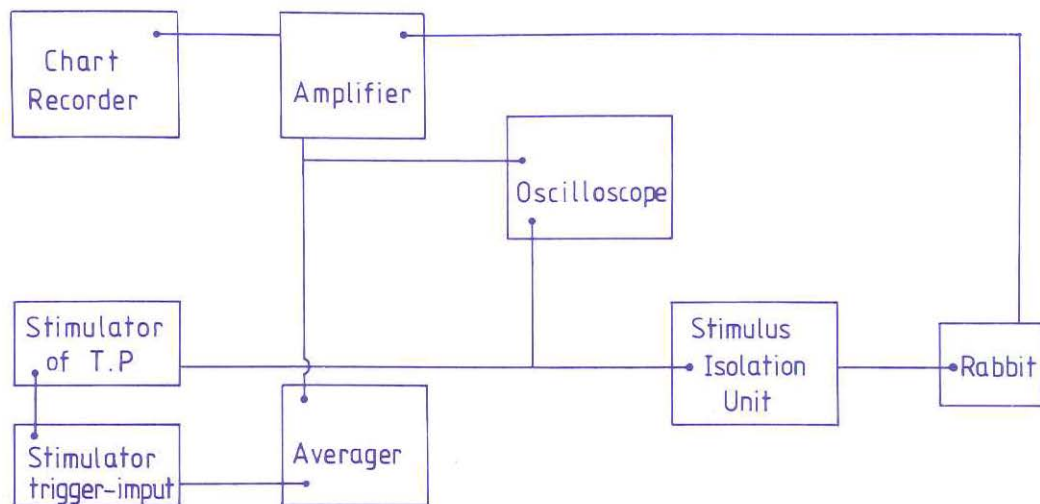 Chart
Recorder
Amplifier
Oscilloscope
Stimulator
of T.P
Stimulus
Isolation
Unit
Rabbit
Stimulator
trigger-imput
Averager